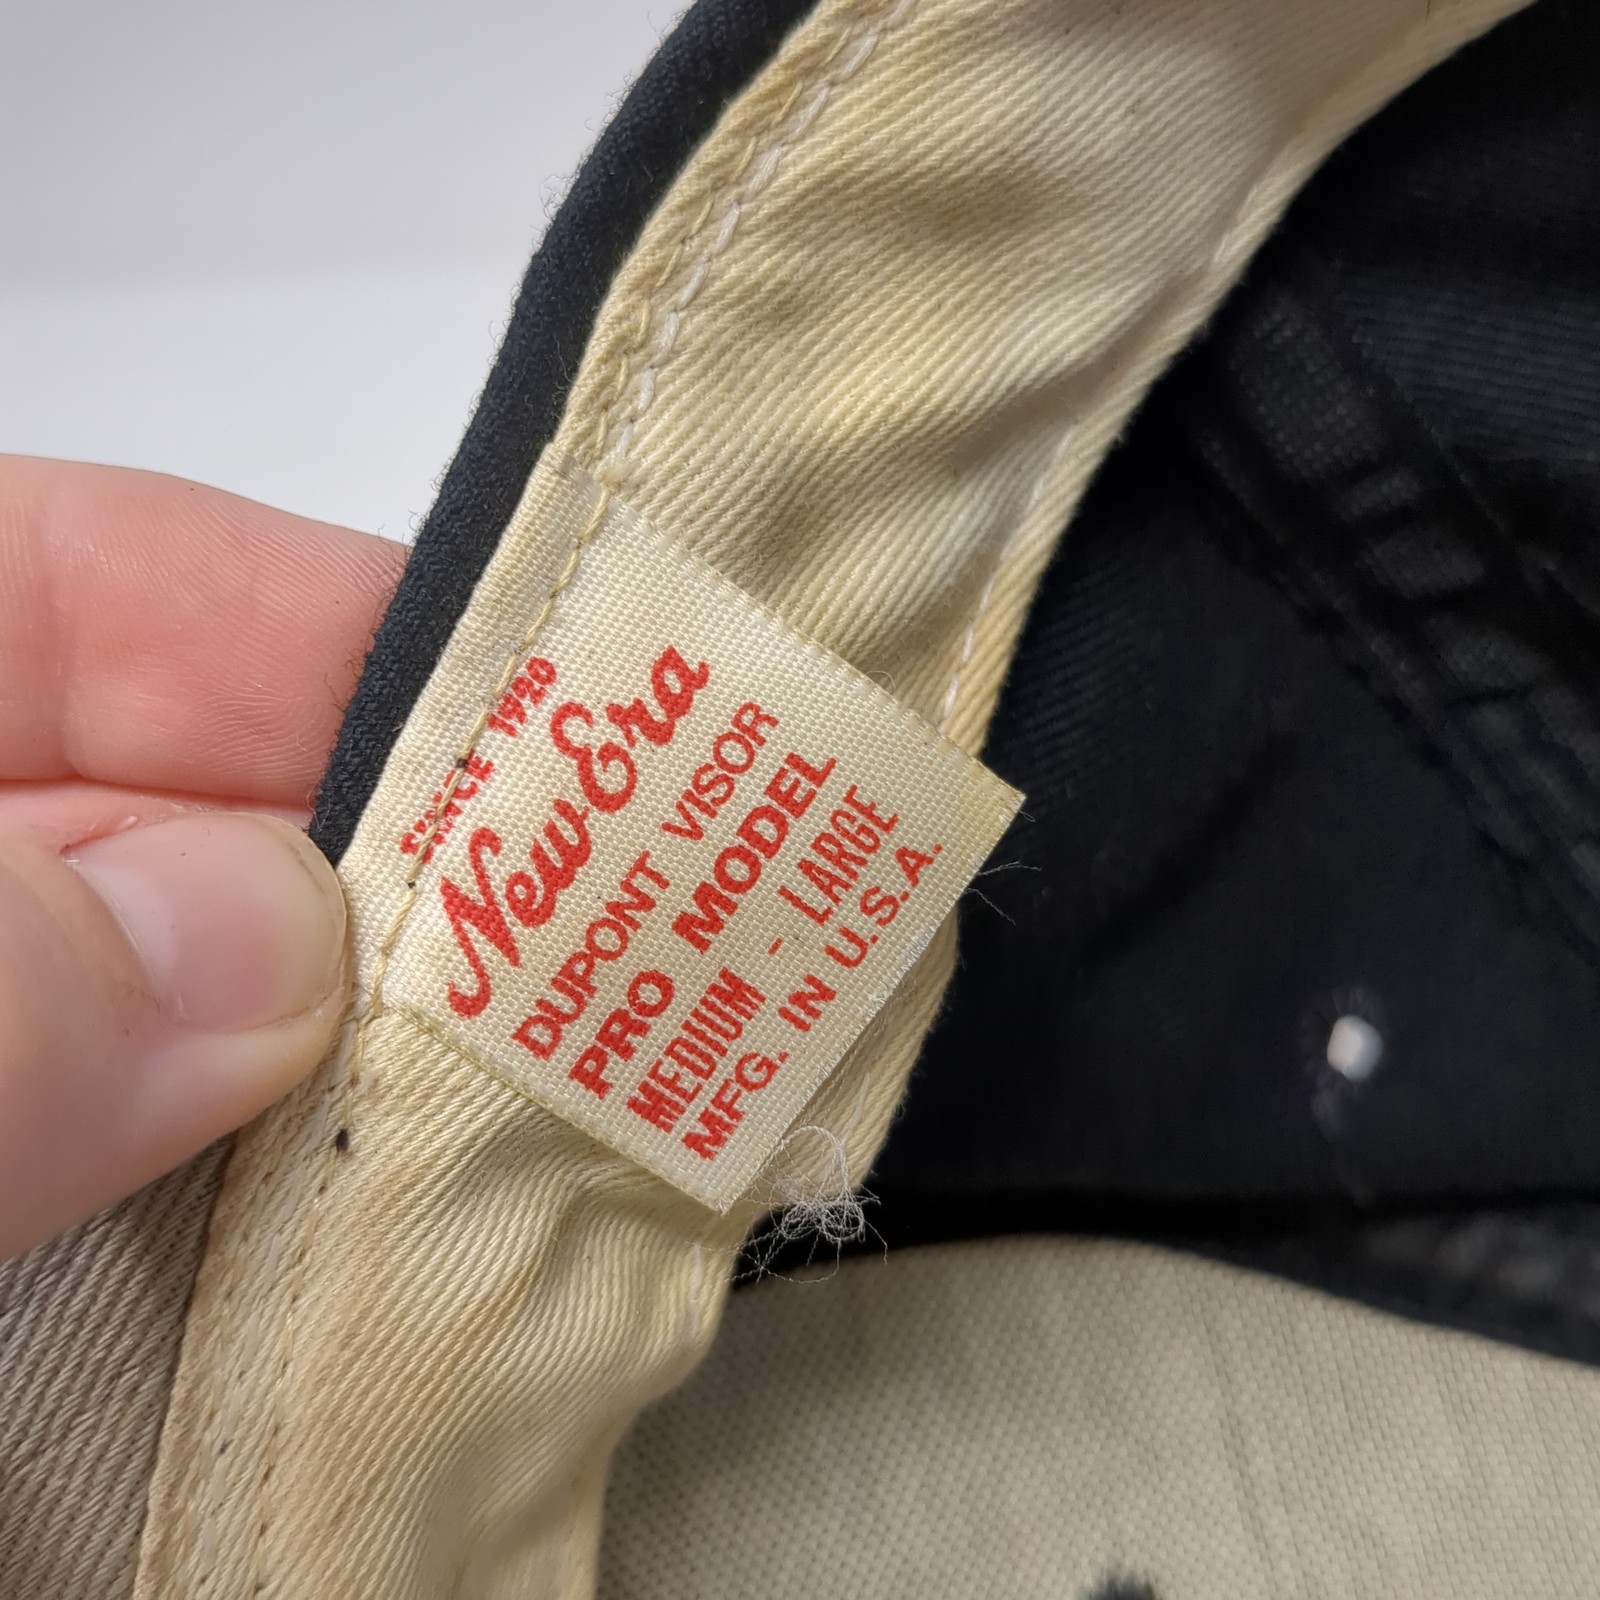 SINCE 1920
New Era
DUPONT VISOR
PRO MODEL
MEDIUM - LARGE
MFG. IN U.S.A.